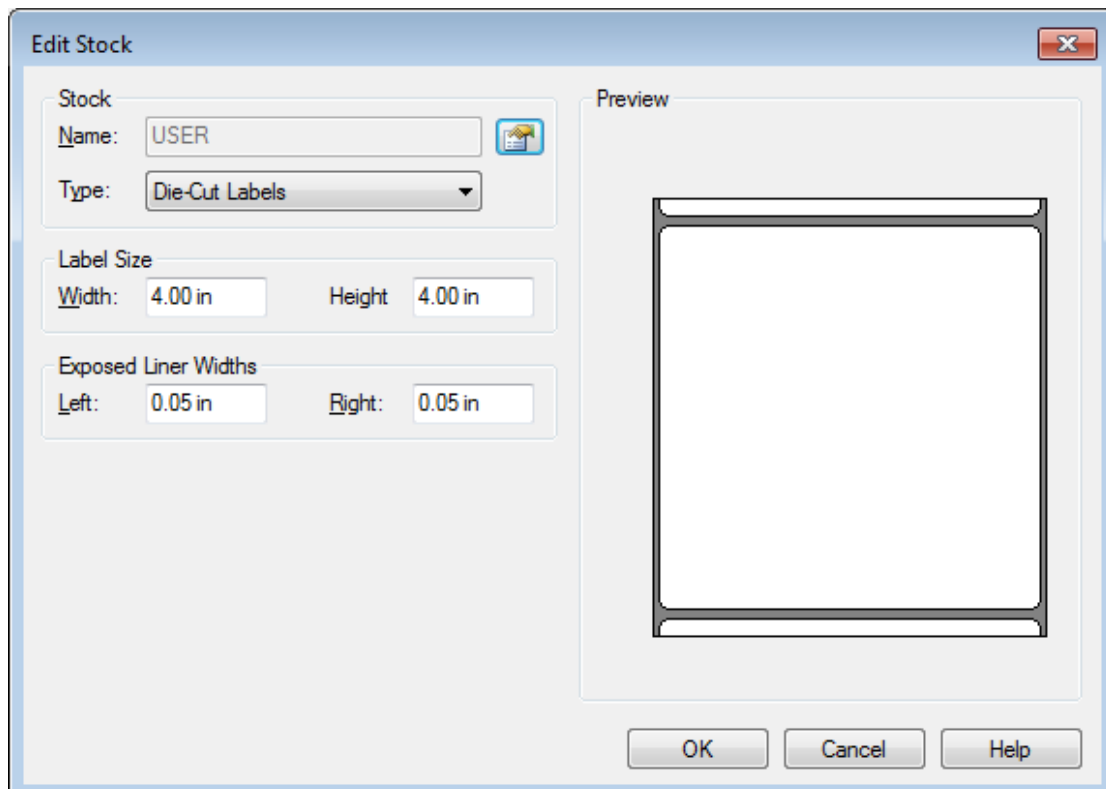 Edit Stock
Stock
Name: USER
Type: Die-Cut Labels
Label Size
Width: 4.00 in Height 4.00 in
Exposed Liner Widths
Left: 0.05 in Right: 0.05 in
Preview
OK Cancel Help